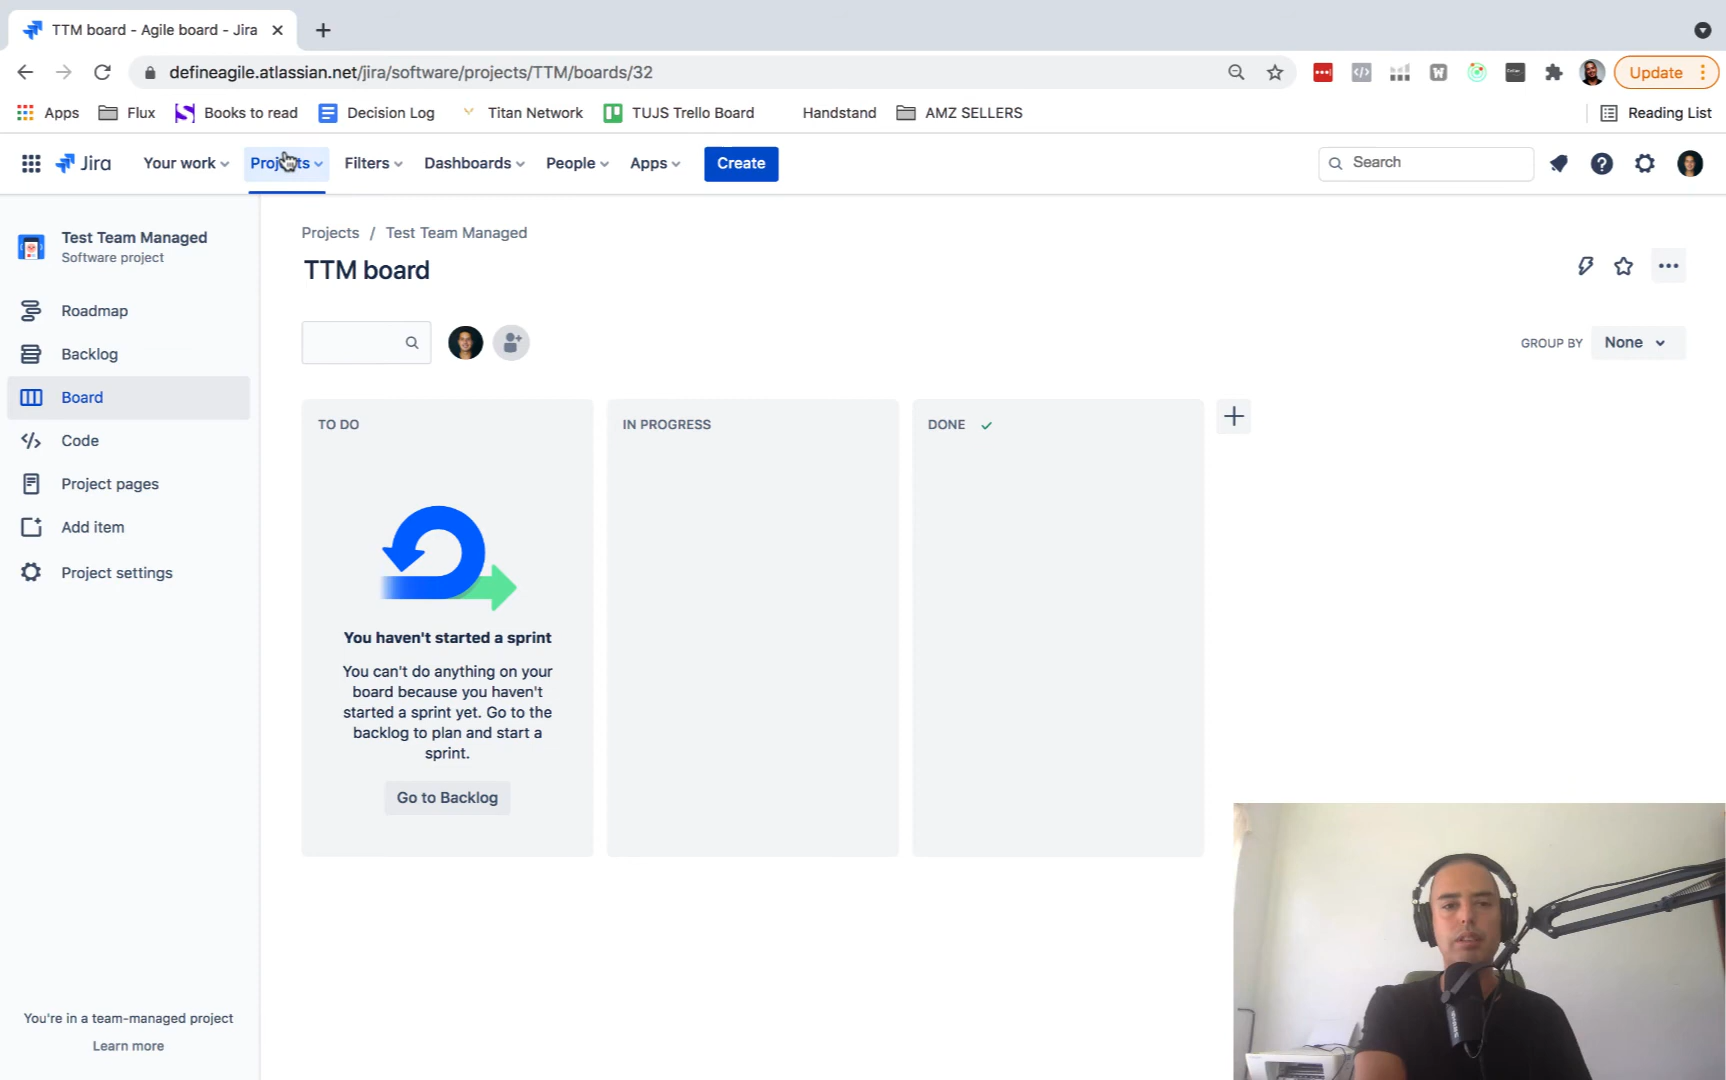 TTM board - Agile board - Jira
defineagile.atlassian.net/jira/software/projects/TTM/boards/32
Update
Apps
Flux
Books to read
Decision Log
Titan Network
TUJS Trello Board
Handstand
AMZ SELLERS
Reading List
Jira
Your work
Projects
Filters
Dashboards
People
Apps
Create
Search
Test Team Managed
Software project
Roadmap
Backlog
Board
Code
Project pages
Add item
Project settings
You're in a team-managed project
Learn more
Projects / Test Team Managed
TTM board
GROUP BY
None
TO DO
IN PROGRESS
DONE
You haven't started a sprint
You can't do anything on your
board because you haven't
started a sprint yet. Go to the
backlog to plan and start a
sprint.
Go to Backlog